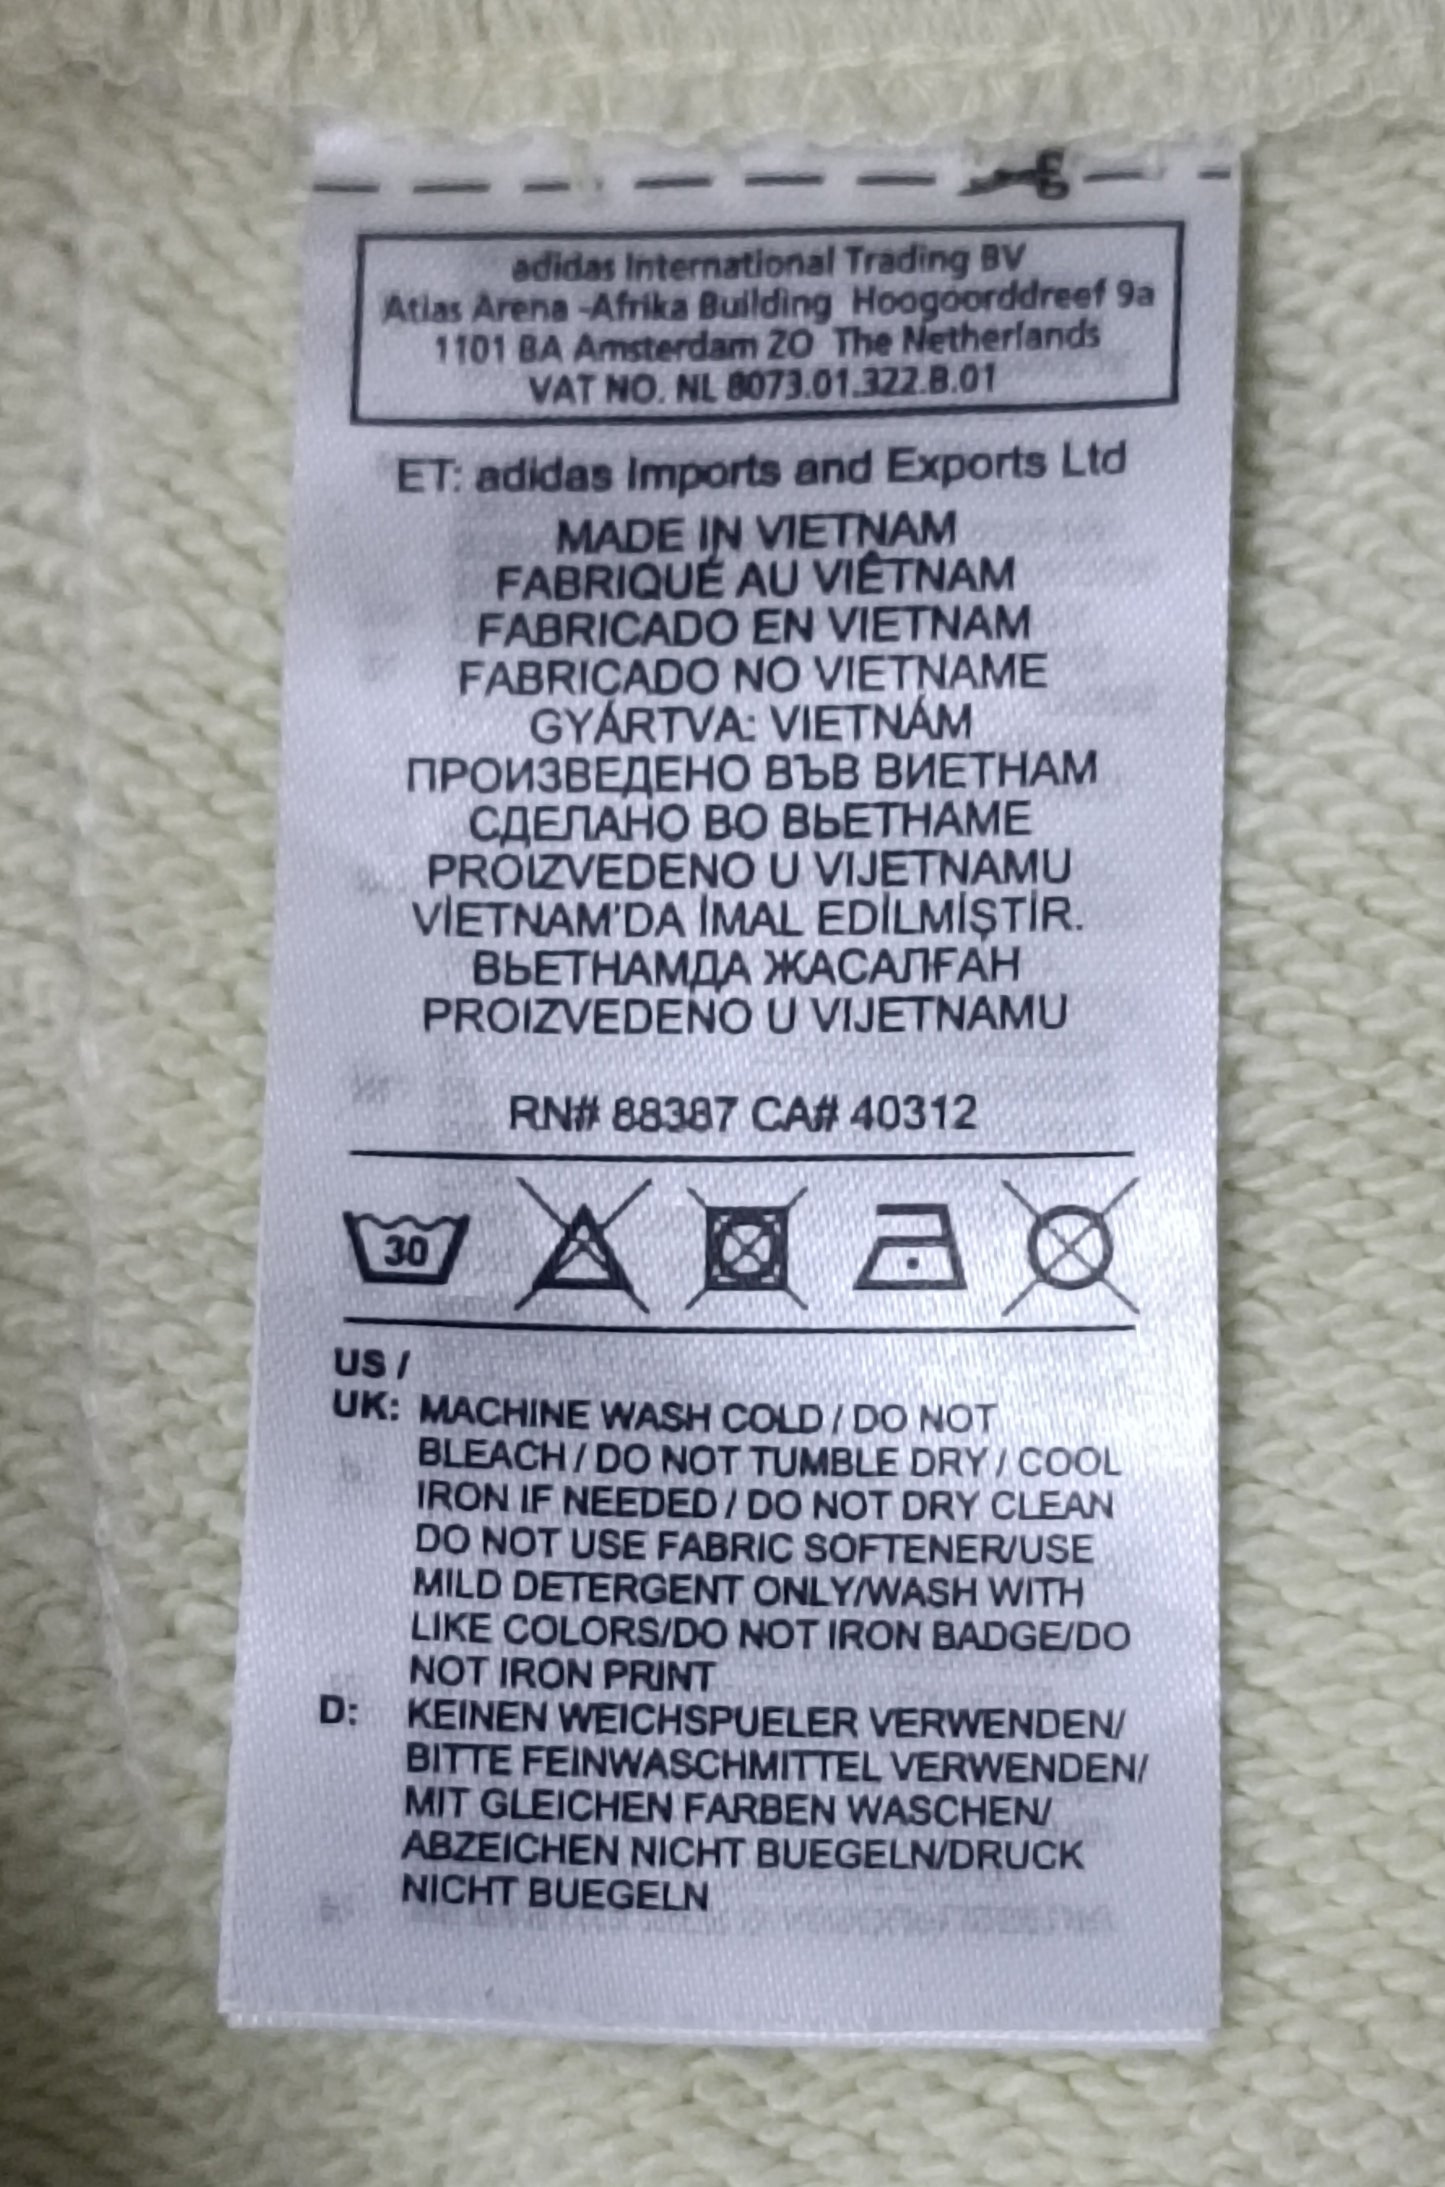 adidas International Trading BV
Atlas Arena -Afrika Building Hoogoorddreef 9a
1101 BA Amsterdam ZO The Netherlands
VAT NO. NL 8073.01.322.B.01
ET: adidas Imports and Exports Ltd
MADE IN VIETNAM
FABRIQUÉ AU VIÊTNAM
FABRICADO EN VIETNAM
FABRICADO NO VIETNAME
GYÁRTVA: VIETNÁM
ПРОИЗВЕДЕНО ВЪВ ВИЕТНАМ
СДЕЛАНО ВО ВЬЕТНАМЕ
PROIZVEDENO U VIJETNAMU
VİETNAM'DA İMAL EDİLMİŞTİR.
ВЬЕТНАМДА ЖАСАЛҒАН
PROIZVEDENO U VIJETNAMU
RN# 88387 CA# 40312
30
US /
UK: MACHINE WASH COLD / DO NOT
BLEACH / DO NOT TUMBLE DRY / COOL
IRON IF NEEDED / DO NOT DRY CLEAN
DO NOT USE FABRIC SOFTENER/USE
MILD DETERGENT ONLY/WASH WITH
LIKE COLORS/DO NOT IRON BADGE/DO
NOT IRON PRINT
D: KEINEN WEICHSPUELER VERWENDEN/
BITTE FEINWASCHMITTEL VERWENDEN/
MIT GLEICHEN FARBEN WASCHEN/
ABZEICHEN NICHT BUEGELN/DRUCK
NICHT BUEGELN